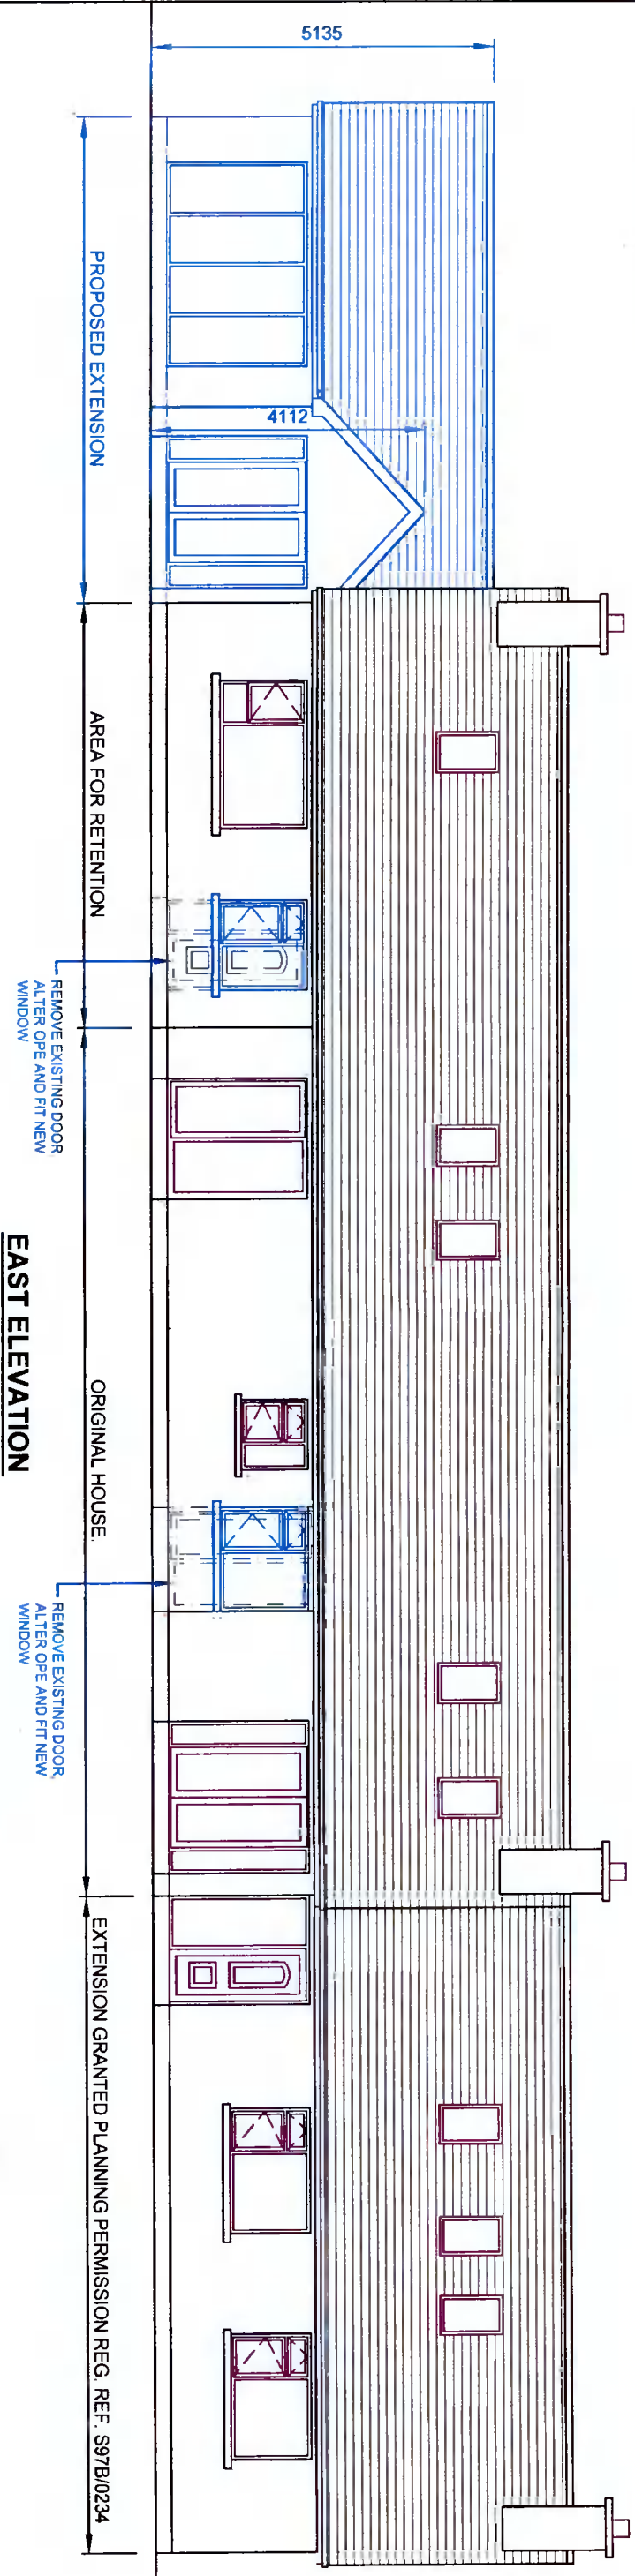 5135
4112
PROPOSED EXTENSION
AREA FOR RETENTION
ORIGINAL HOUSE.
EXTENSION GRANTED PLANNING PERMISSION REG. REF. S97B/0234
REMOVE EXISTING DOOR
ALTER OPE AND FIT NEW
WINDOW
REMOVE EXISTING DOOR,
ALTER OPE AND FIT NEW
WINDOW
EAST ELEVATION